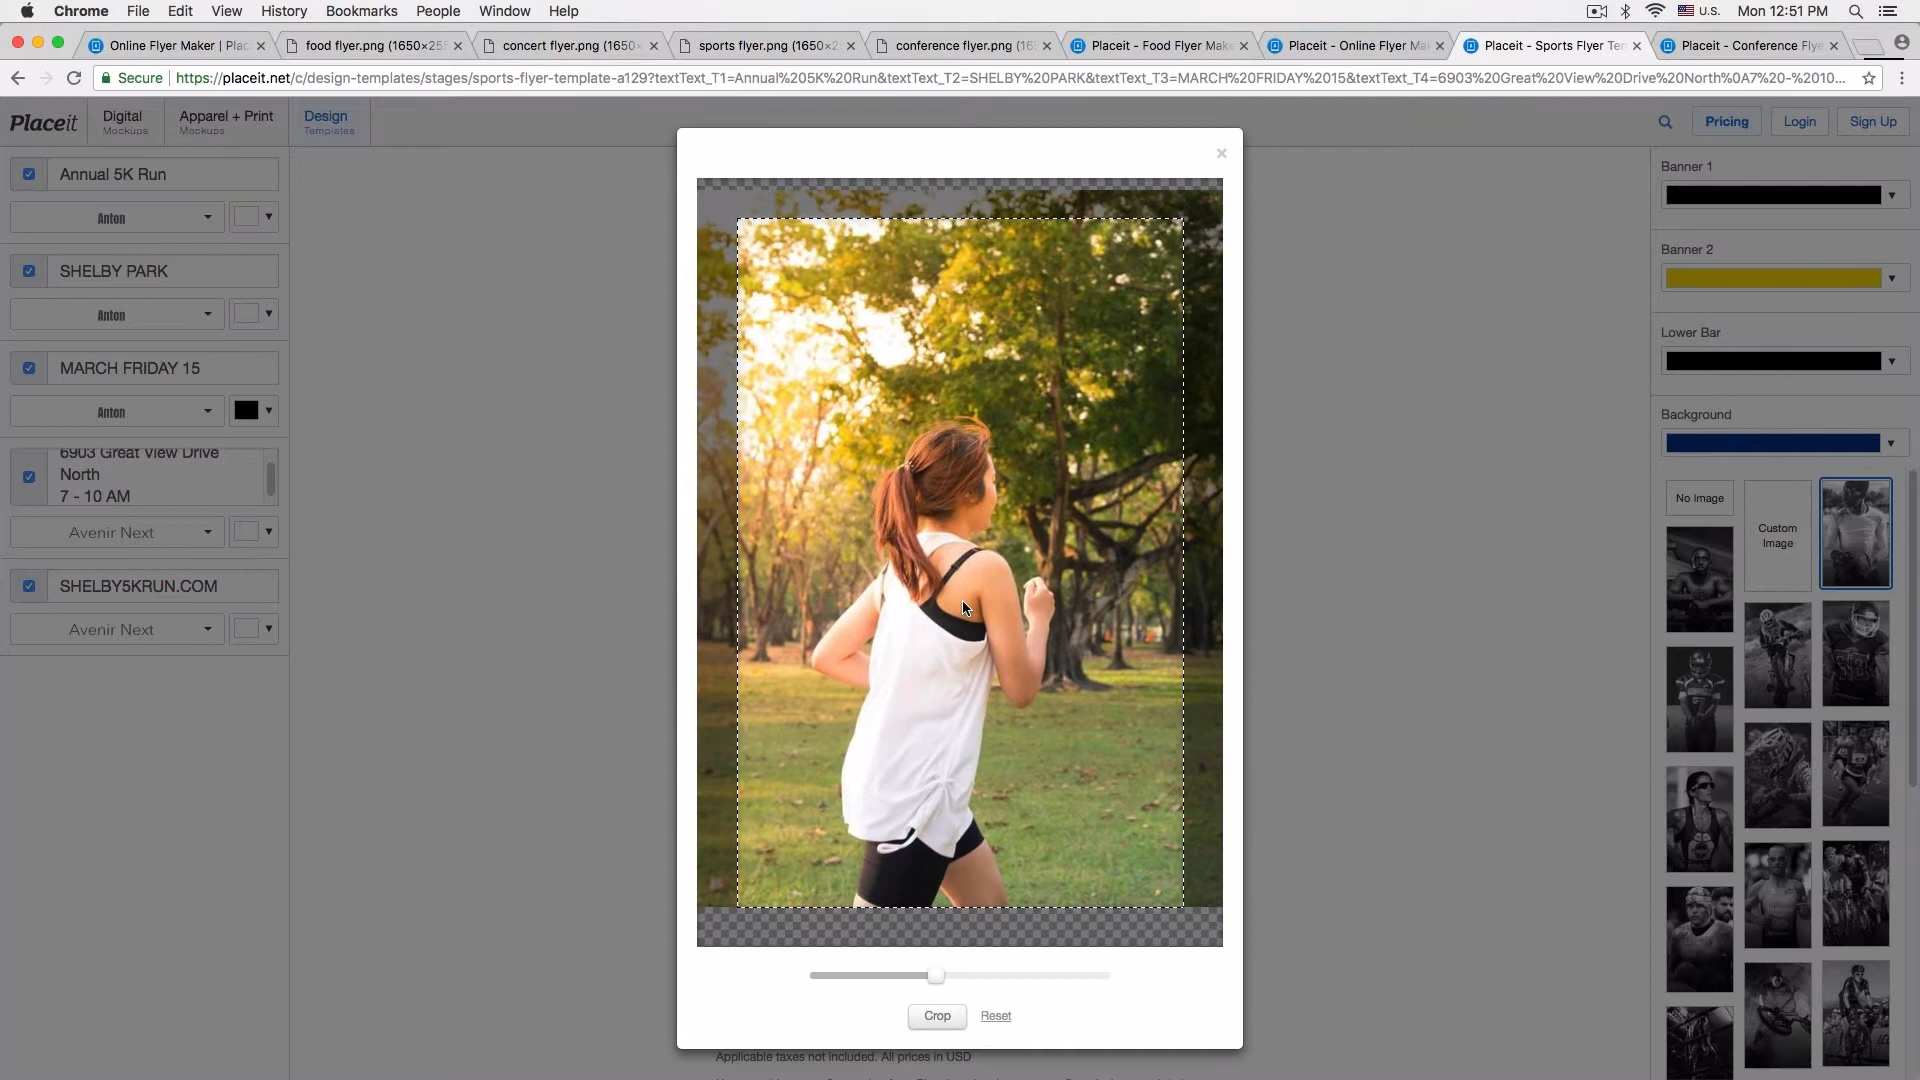 Chrome File Edit View History Bookmarks People Window Help
U.S. Mon 12:51 PM
Online Flyer Maker | Plac
food flyer.png (1650×255
concert flyer.png (1650×
sports flyer.png (1650×2
conference flyer.png (16
Placeit - Food Flyer Make
Placeit - Online Flyer Mak
Placeit - Sports Flyer Tem
Placeit - Conference Flye
Secure https://placeit.net/c/design-templates/stages/sports-flyer-template-a129?textText_T1=Annual%205K%20Run&textText_T2=SHELBY%20PARK&textText_T3=MARCH%20FRIDAY%2015&textText_T4=6903%20Great%20View%20Drive%20North%0A7%20-%2010...
Placeit
Digital
Mockups
Apparel + Print
Mockups
Design
Templates
Pricing
Login
Sign Up
Annual 5K Run
Anton
SHELBY PARK
Anton
MARCH FRIDAY 15
Anton
6903 Great View Drive
North
7 - 10 AM
Avenir Next
SHELBY5KRUN.COM
Avenir Next
×
Crop
Reset
Applicable taxes not included. All prices in USD
Banner 1
Banner 2
Lower Bar
Background
No Image
Custom
Image